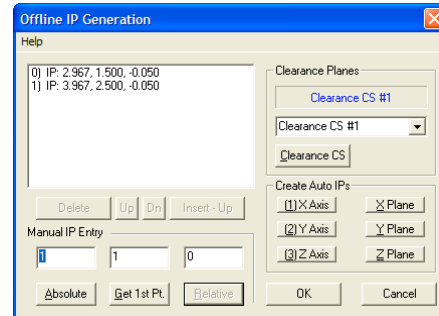 Offline IP Generation
Help
0) IP: 2.967, 1.500, -0.050
1) IP: 3.967, 2.500, -0.050
Delete Up Dn Insert - Up
Manual IP Entry
1 1 0
Absolute Get 1st Pt. Relative
Clearance Planes
Clearance CS #1
Clearance CS #1
Clearance CS
Create Auto IPs
(1) X Axis X Plane
(2) Y Axis Y Plane
(3) Z Axis Z Plane
OK Cancel